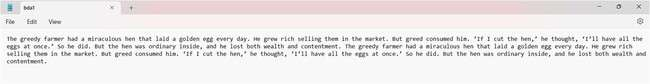 bda1
File Edit View
The greedy farmer had a miraculous hen that laid a golden egg every day. He grew rich selling them in the market. But greed consumed him. ‘If I cut the hen,’ he thought, ‘I’ll have all the
eggs at once.’ So he did. But the hen was ordinary inside, and he lost both wealth and contentment. The greedy farmer had a miraculous hen that laid a golden egg every day. He grew rich
selling them in the market. But greed consumed him. ‘If I cut the hen,’ he thought, ‘I’ll have all the eggs at once.’ So he did. But the hen was ordinary inside, and he lost both wealth and
contentment.